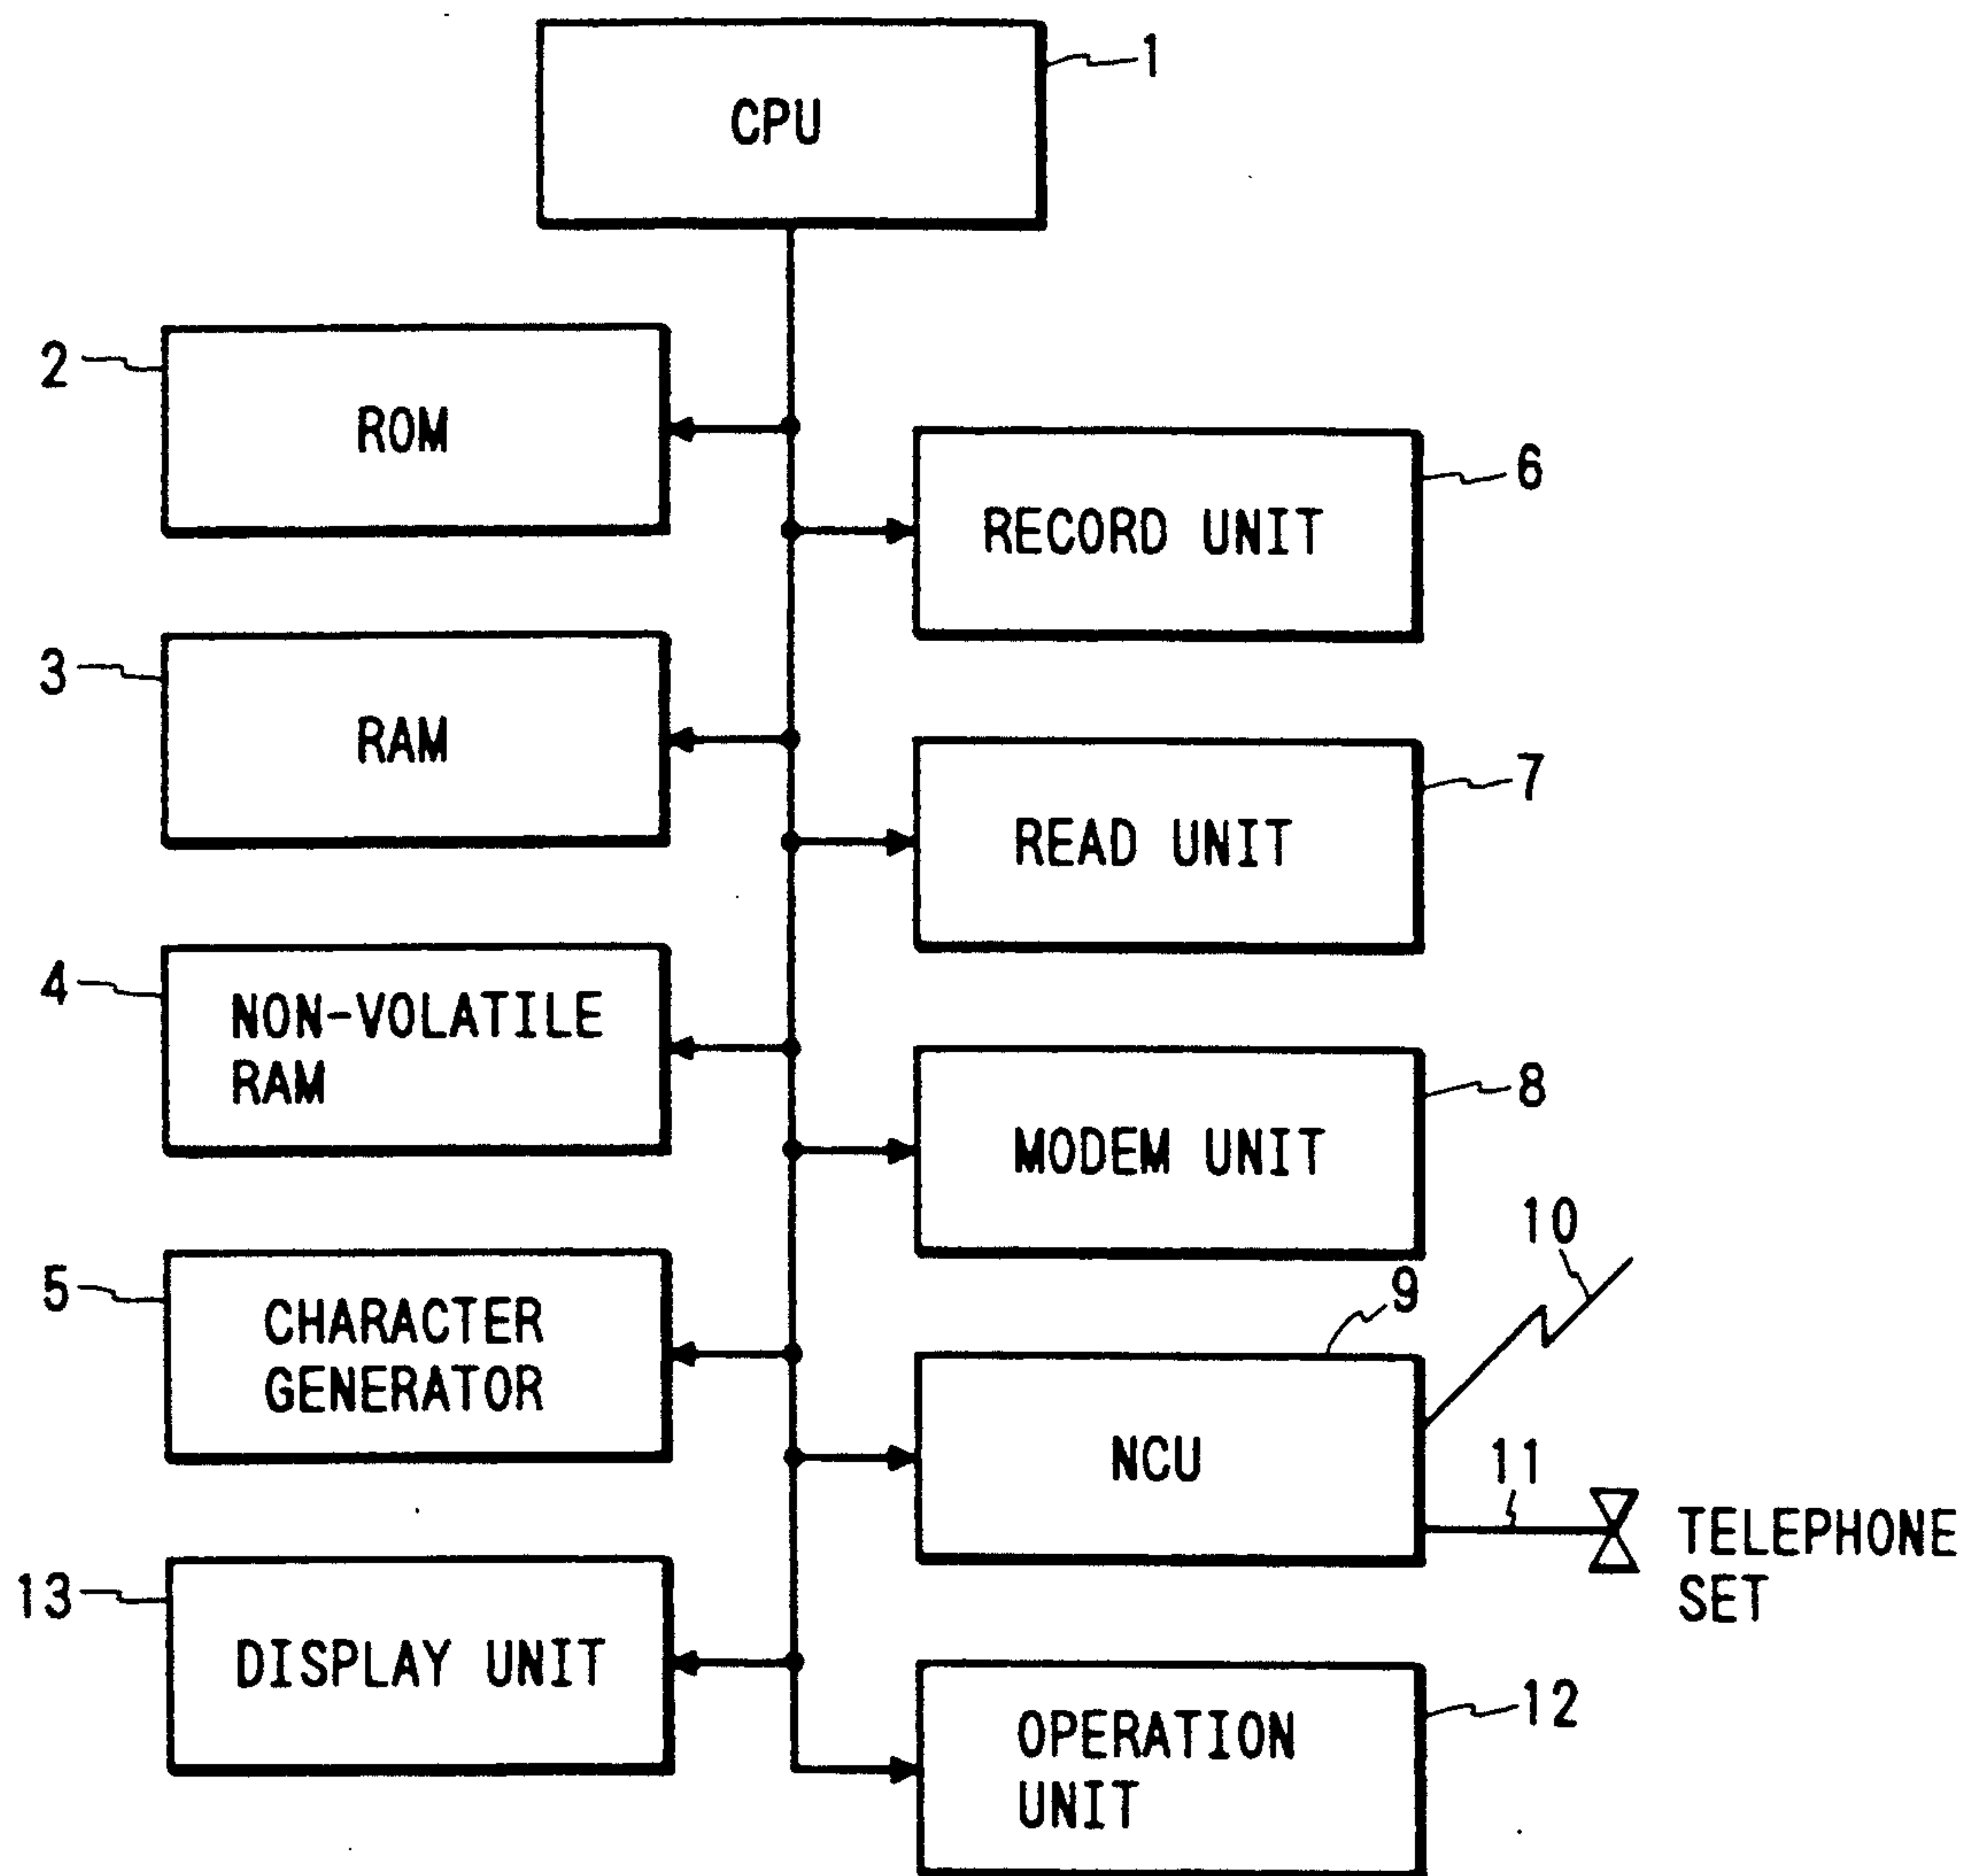 1
CPU
2
ROM
6
RECORD UNIT
3
RAM
7
READ UNIT
4
NON-VOLATILE
RAM
8
MODEM UNIT
10
5
CHARACTER
GENERATOR
9
NCU
11
TELEPHONE
SET
13
DISPLAY UNIT
12
OPERATION
UNIT